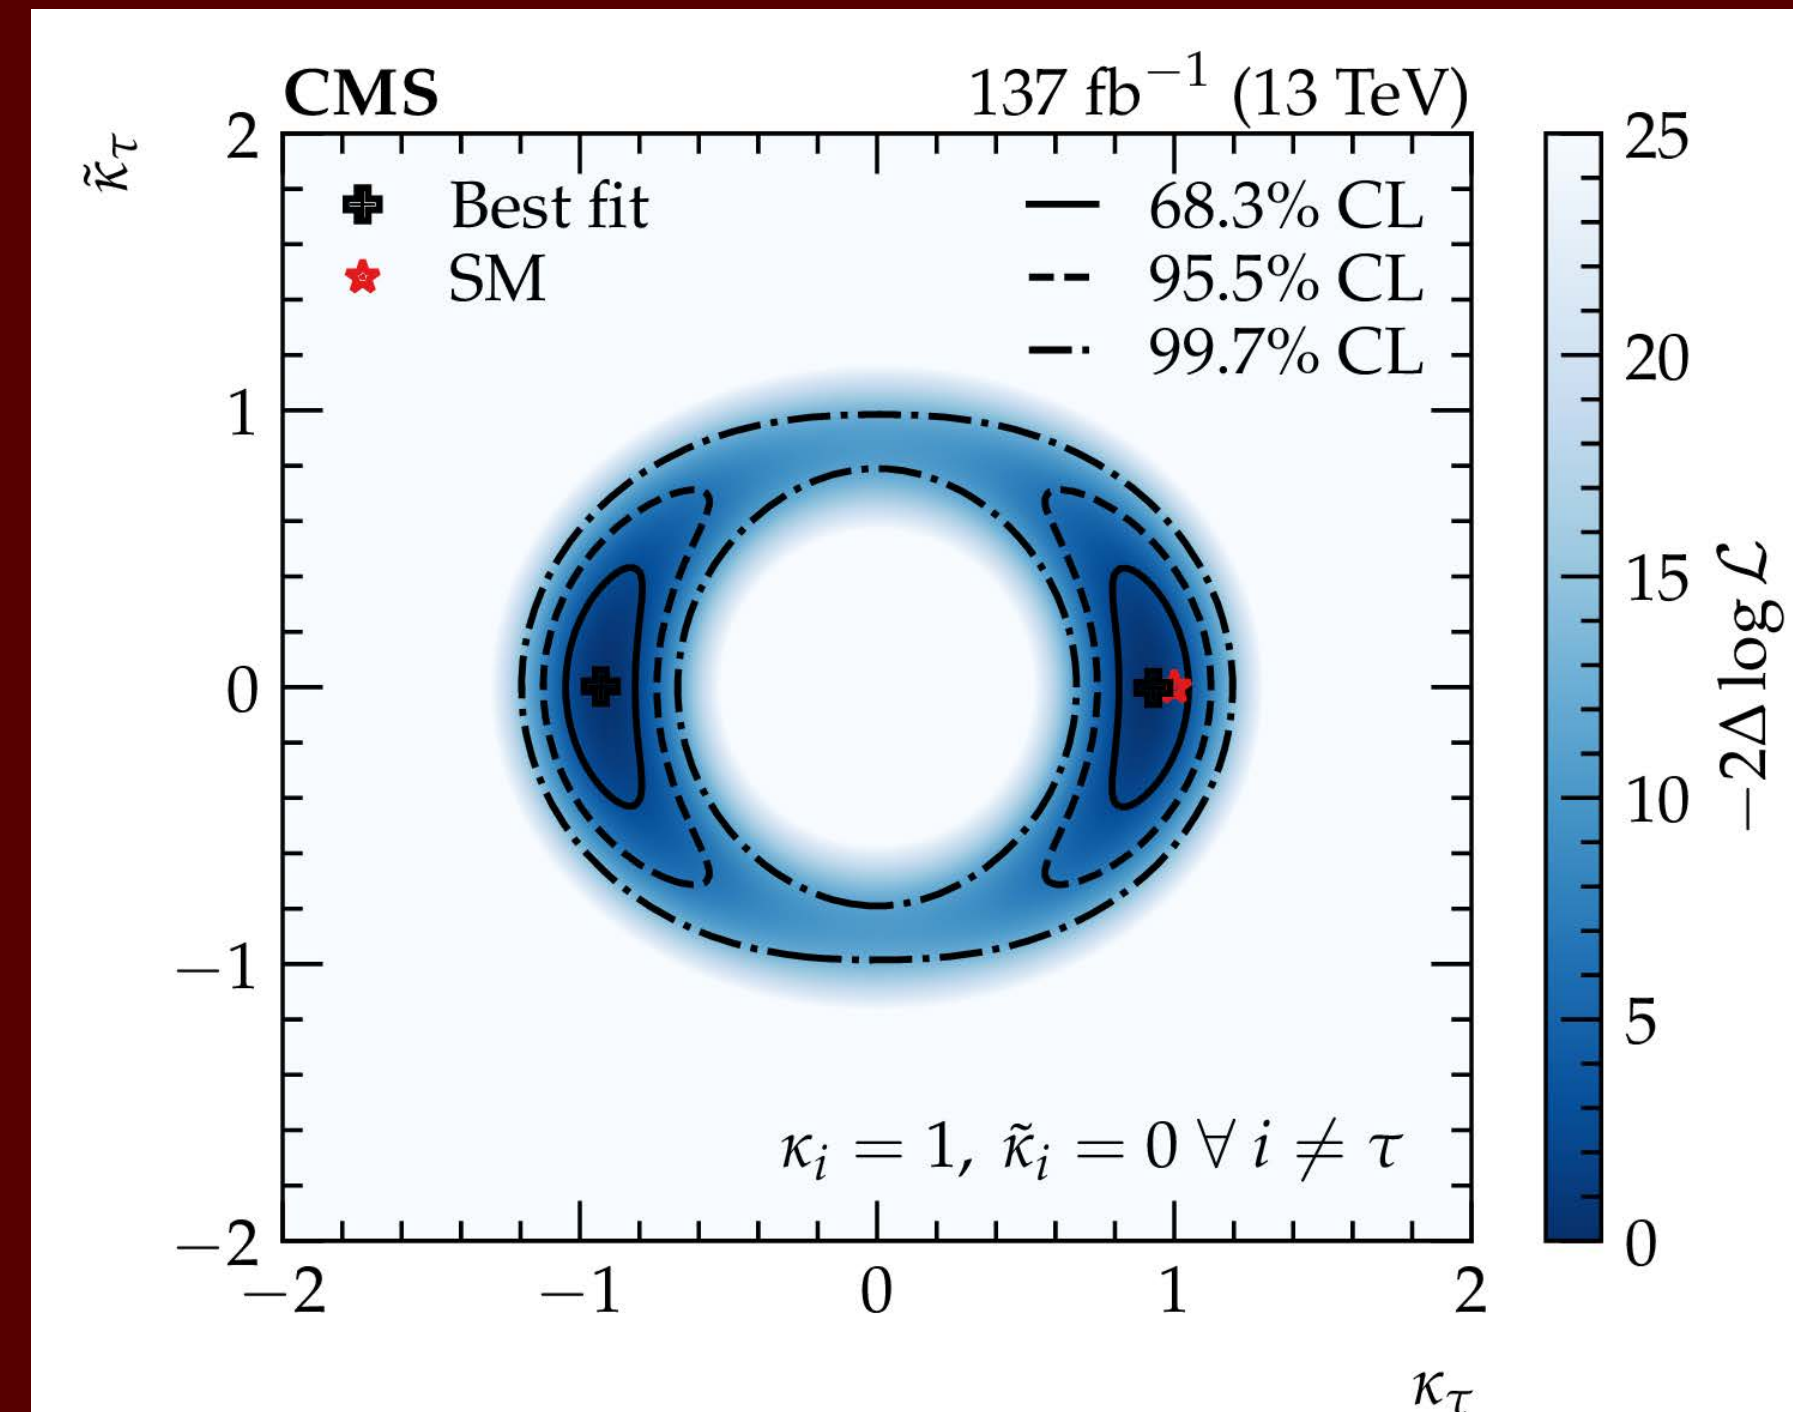 CMS 137 fb⁻¹ (13 TeV)
κ̃τ
2
1
0
−1
−2
Best fit
SM
68.3% CL
95.5% CL
99.7% CL
κᵢ = 1, κ̃ᵢ = 0 ∀ i ≠ τ
−2 −1 0 1 2
κτ
25
20
15
10
5
0
−2Δ log ℒ